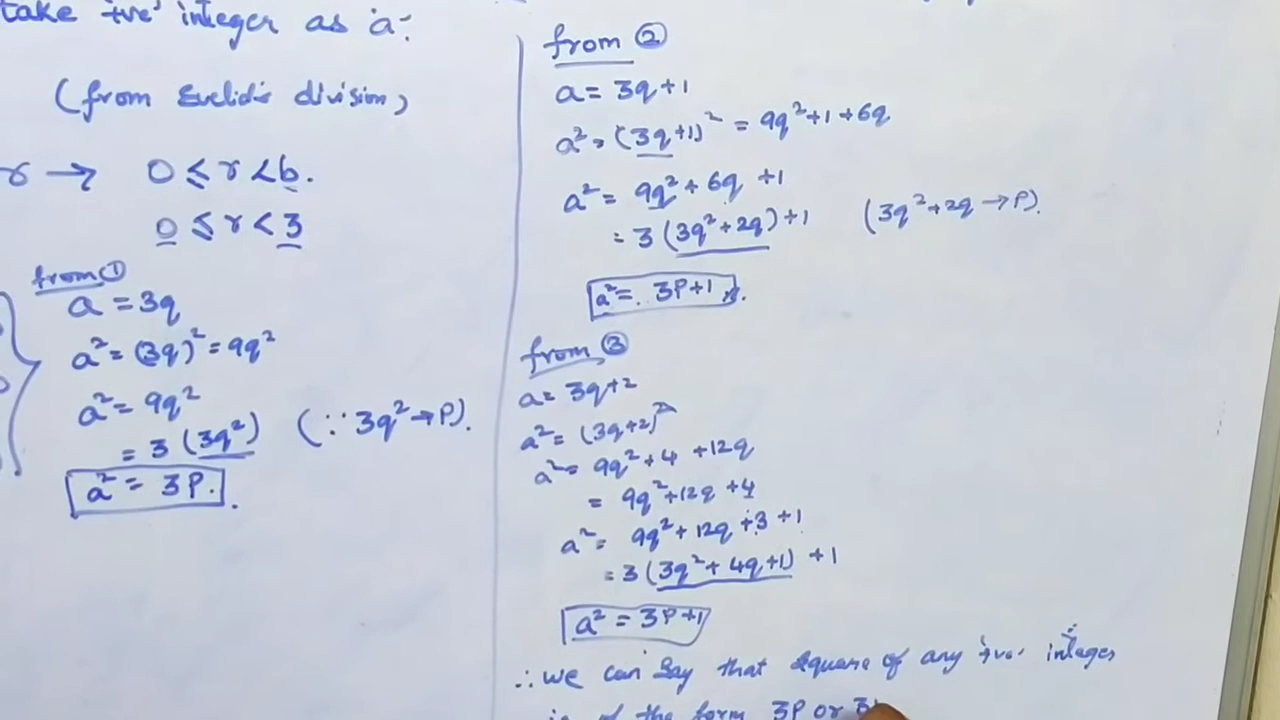 take +ve integer as 'a'.
(from Euclid's division)
r → 0 ≤ r < b.
0 ≤ r < 3
from ①
a = 3q
a² = (3q)² = 9q²
a² = 9q²
= 3 (3q²) (∵ 3q² → P).
a² = 3P.
from ②
a = 3q+1
a² = (3q+1)² = 9q²+1+6q
a² = 9q² + 6q + 1
= 3 (3q²+2q) + 1 (3q²+2q → P).
a² = 3P+1
from ③
a = 3q+2
a² = (3q+2)²
a² = 9q²+4 +12q
= 9q²+12q +4
a² = 9q²+12q +3 +1
= 3 (3q²+4q+1) + 1
a² = 3P+1
∴ we can say that square of any +ve integer
is of the form 3P or